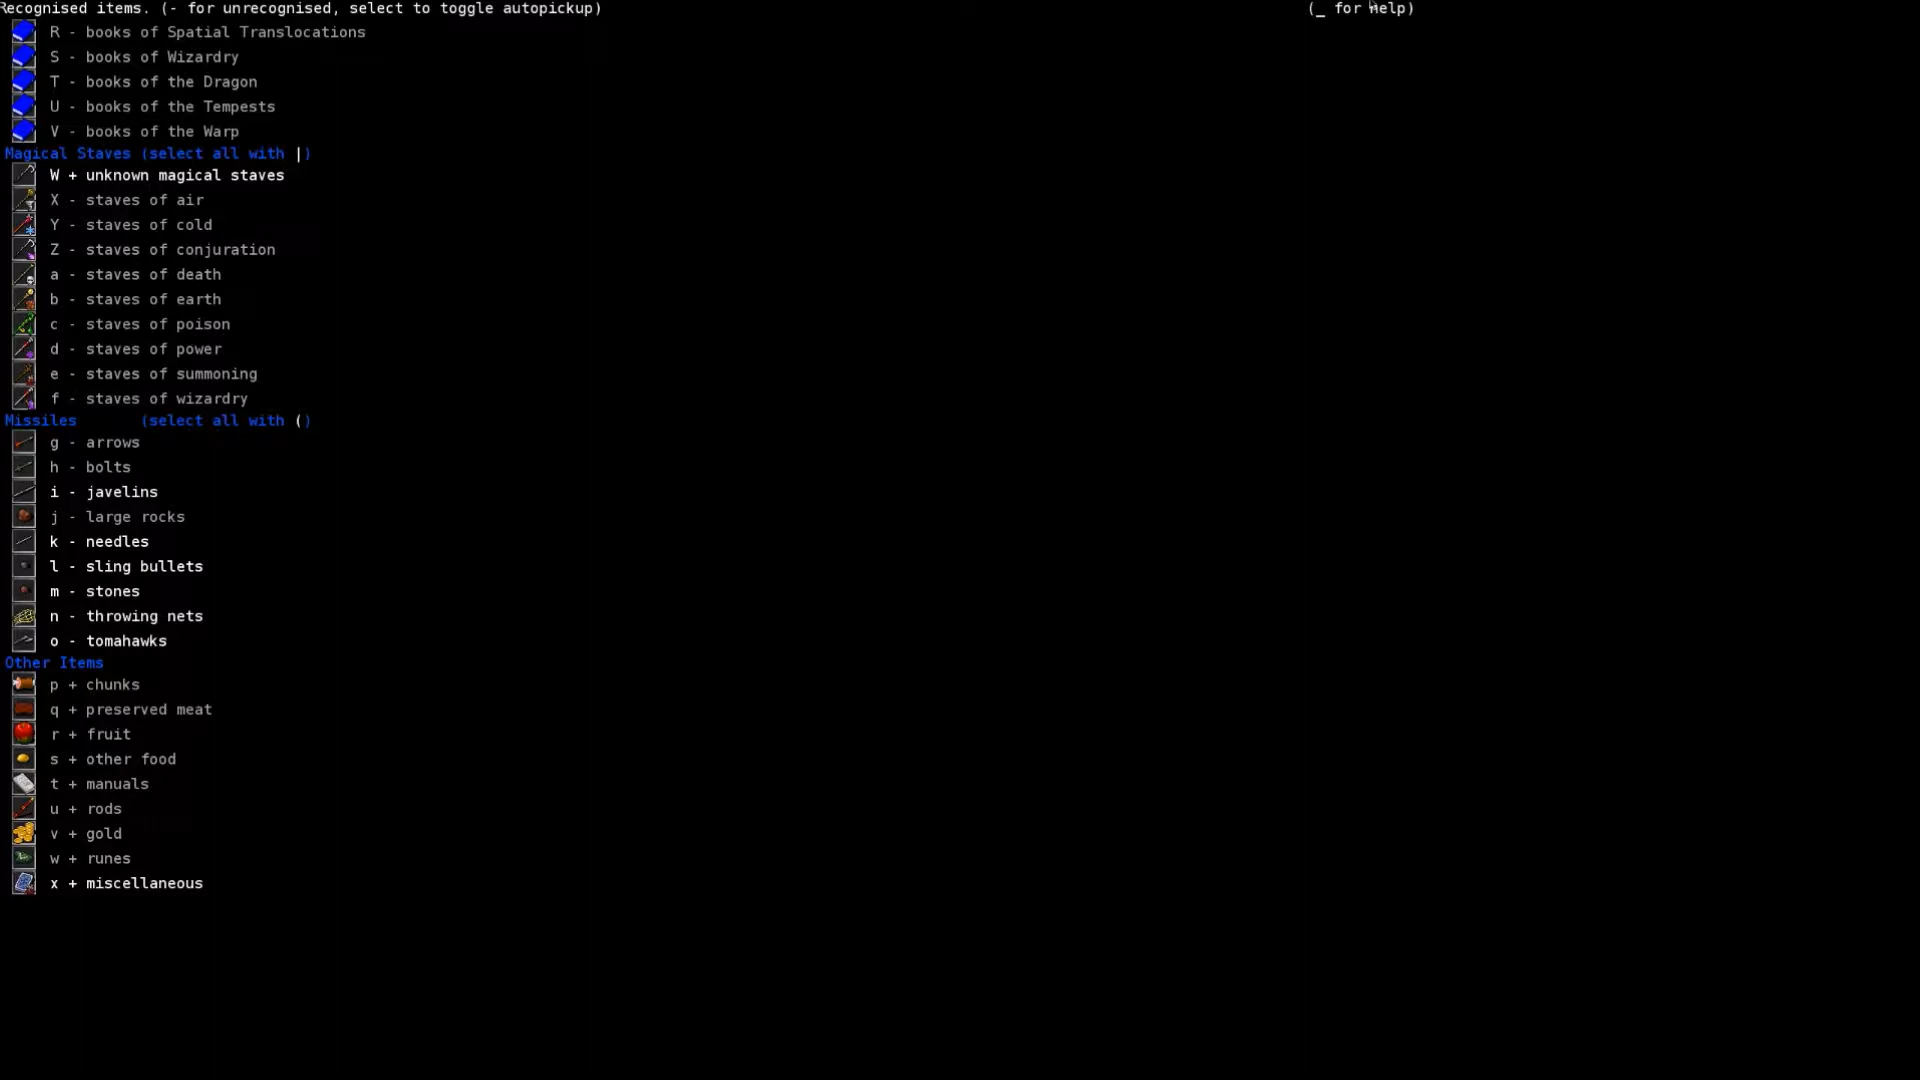 Recognised items. (- for unrecognised, select to toggle autopickup) (_ for help)
R - books of Spatial Translocations
S - books of Wizardry
T - books of the Dragon
U - books of the Tempests
V - books of the Warp
Magical Staves (select all with |)
W + unknown magical staves
X - staves of air
Y - staves of cold
Z - staves of conjuration
a - staves of death
b - staves of earth
c - staves of poison
d - staves of power
e - staves of summoning
f - staves of wizardry
Missiles (select all with ()
g - arrows
h - bolts
i - javelins
j - large rocks
k - needles
l - sling bullets
m - stones
n - throwing nets
o - tomahawks
Other Items
p + chunks
q + preserved meat
r + fruit
s + other food
t + manuals
u + rods
v + gold
w + runes
x + miscellaneous